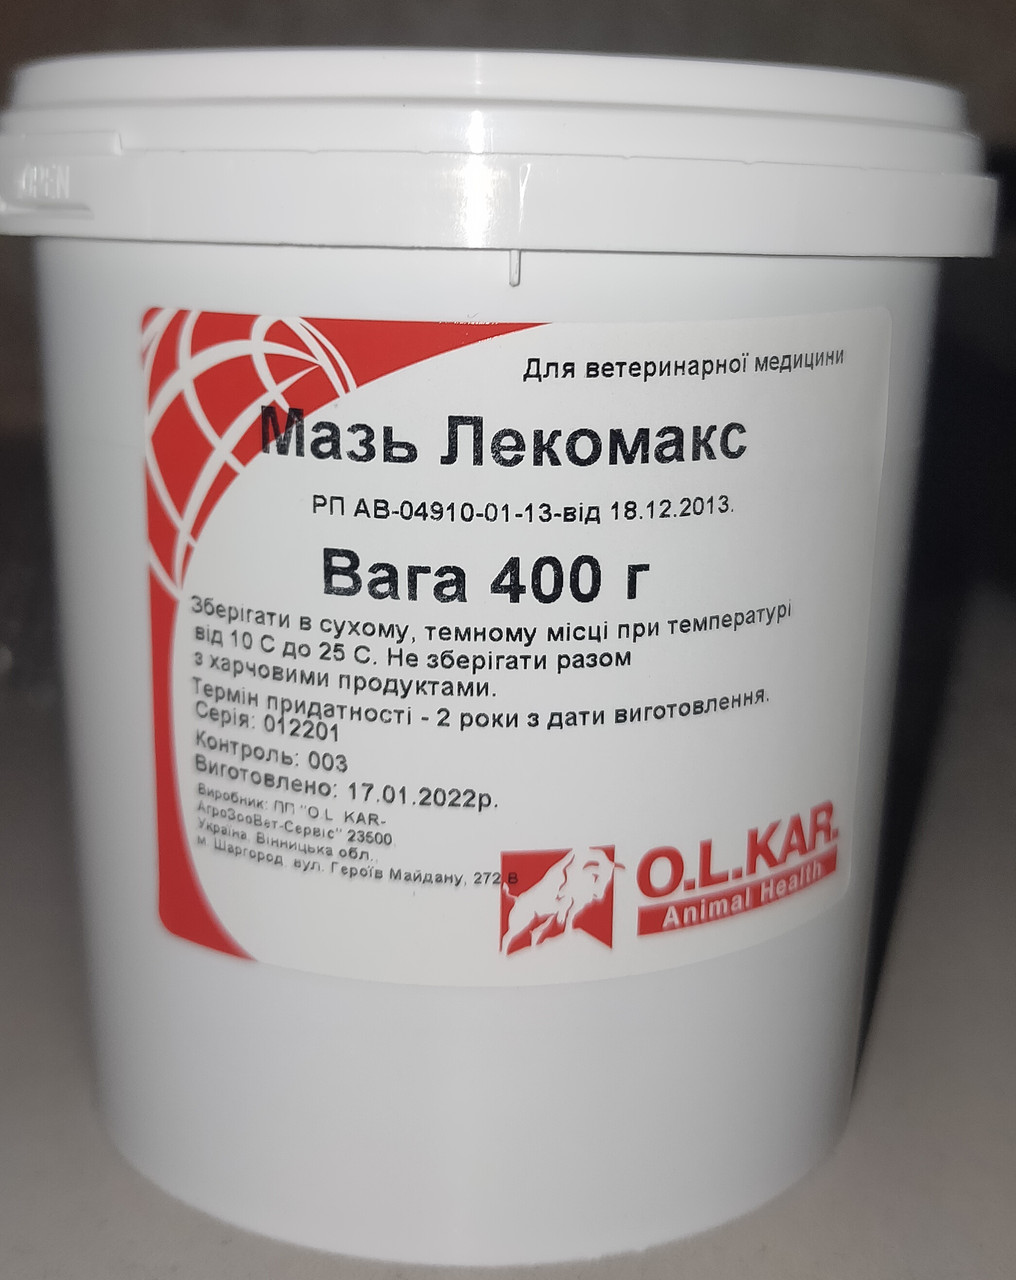 OPEN
Для ветеринарної медицини
Мазь Лекомакс
РП АВ-04910-01-13-від 18.12.2013.
Вага 400 г
Зберігати в сухому, темному місці при температурі
від 10 С до 25 С. Не зберігати разом
з харчовими продуктами.
Термін придатності - 2 роки з дати виготовлення.
Серія: 012201
Контроль: 003
Виготовлено: 17.01.2022р.
Виробник: ПП "O.L. KAR-
АгроЗооВет-Сервіс" 23500
Україна, Вінницька обл.,
м. Шаргород, вул. Героїв Майдану, 272,В
O.L.KAR.
Animal Health